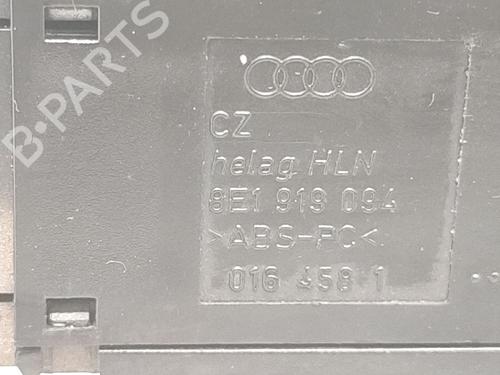 B-PARTS
CZ
helag HLN
8E1 919 094
>ABS-PC<
016 458 1